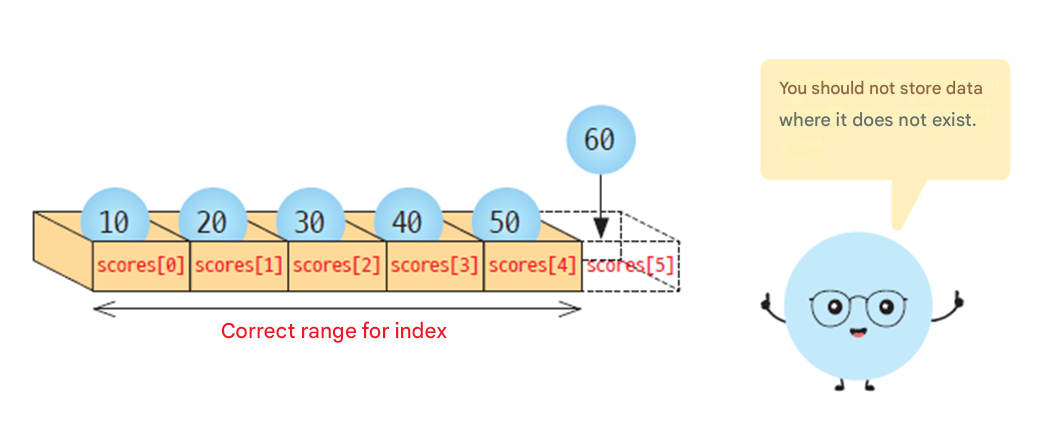 You should not store data
where it does not exist.
60
10 20 30 40 50
scores[0] scores[1] scores[2] scores[3] scores[4] scores[5]
Correct range for index